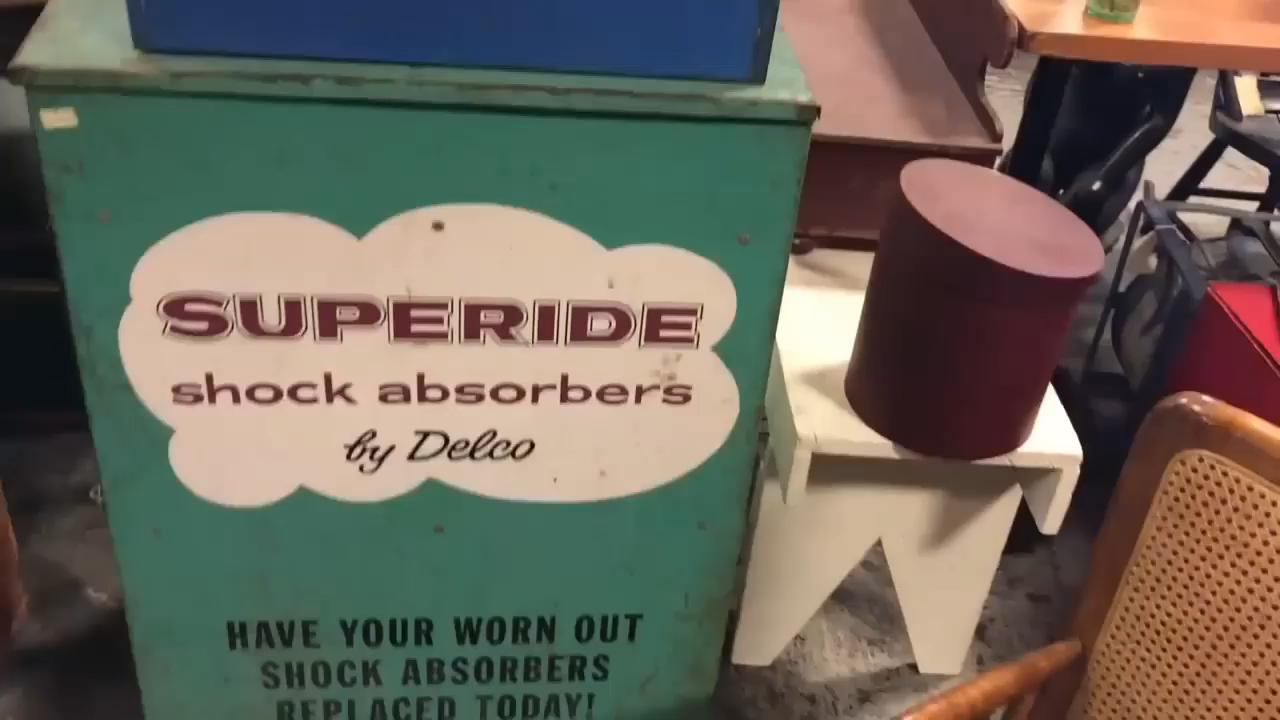 SUPERIDE
shock absorbers
by Delco
HAVE YOUR WORN OUT
SHOCK ABSORBERS
REPLACED TODAY!